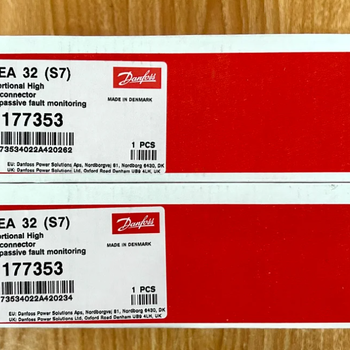 EA 32 (S7)
ertional High
connector
passive fault monitoring
177353
73534022A420262
Danfoss
MADE IN DENMARK
1 PCS
EU: Danfoss Power Solutions Aps, Nordborgvej 81, Nordborg 6430, DK
UK: Danfoss Power Solutions Ltd. Oxford Road Denham UB9 4LH, UK
EA 32 (S7)
ertional High
connector
passive fault monitoring
177353
73534022A420234
Danfoss
MADE IN DENMARK
1 PCS
EU: Danfoss Power Solutions Aps, Nordborgvej 81, Nordborg 6430, DK
UK: Danfoss Power Solutions Ltd. Oxford Road Denham UB9 4LH, UK